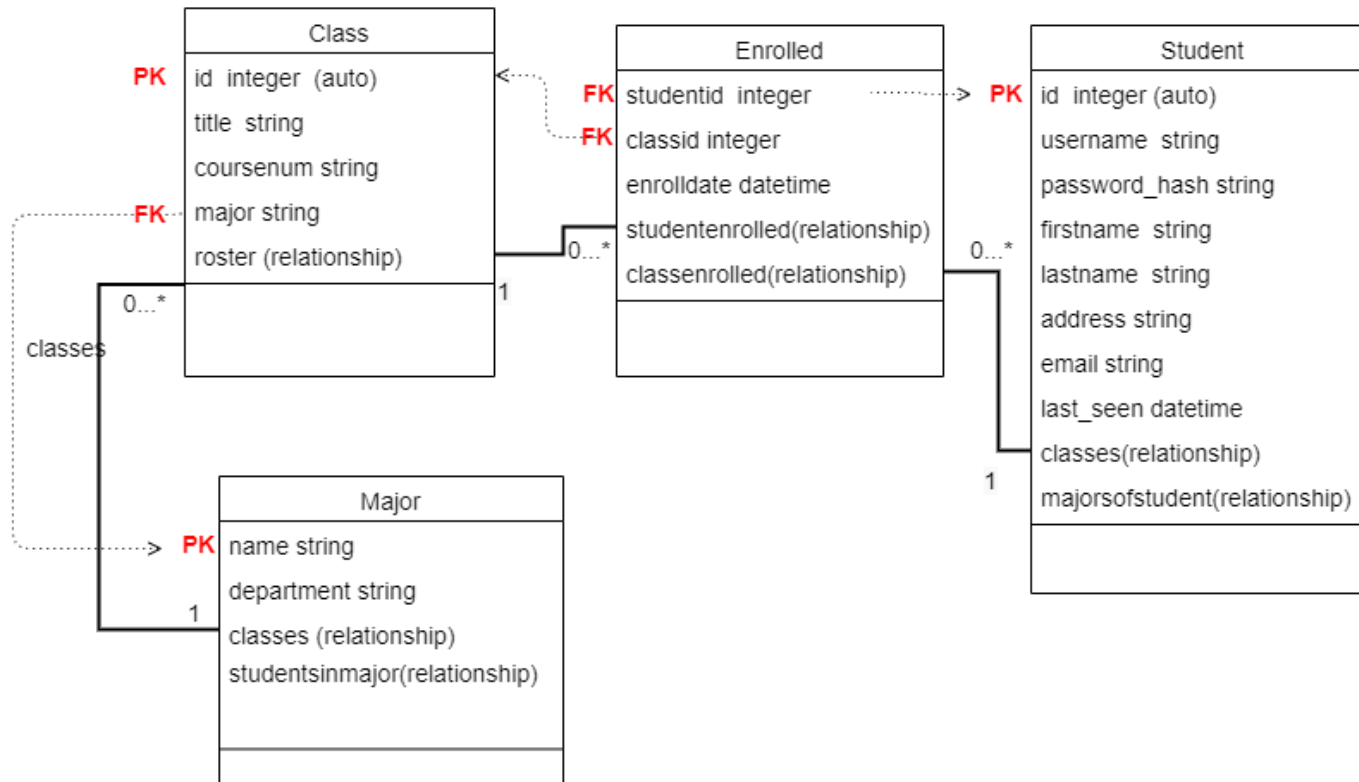 Class
PK id integer (auto)
title string
coursenum string
FK major string
roster (relationship)
0...*
1
classes
Enrolled
FK studentid integer
FK classid integer
enrolldate datetime
studentenrolled(relationship)
0...*
classenrolled(relationship)
0...*
Student
PK id integer (auto)
username string
password_hash string
firstname string
lastname string
address string
email string
last_seen datetime
classes(relationship)
1
majorsofstudent(relationship)
Major
PK name string
department string
1
classes (relationship)
studentsinmajor(relationship)